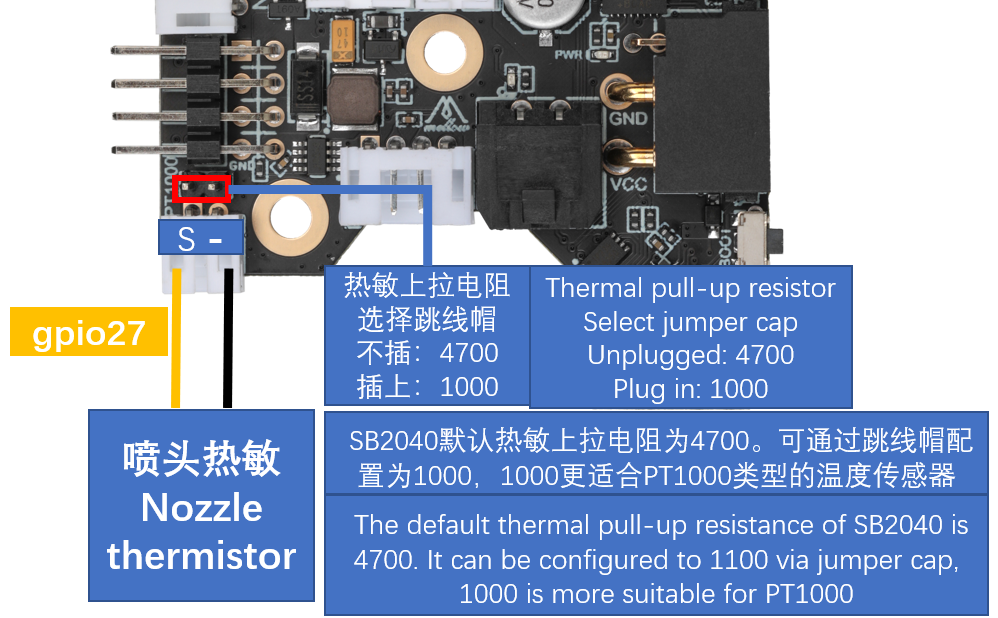 47
10
SS14
PWR
mellow
GND
VCC
GND
PT1000
BOOT
S -
gpio27
热敏上拉电阻
选择跳线帽
不插：4700
插上：1000
Thermal pull-up resistor
Select jumper cap
Unplugged: 4700
Plug in: 1000
喷头热敏
Nozzle
thermistor
SB2040默认热敏上拉电阻为4700。可通过跳线帽配
置为1000，1000更适合PT1000类型的温度传感器
The default thermal pull-up resistance of SB2040 is
4700. It can be configured to 1100 via jumper cap,
1000 is more suitable for PT1000